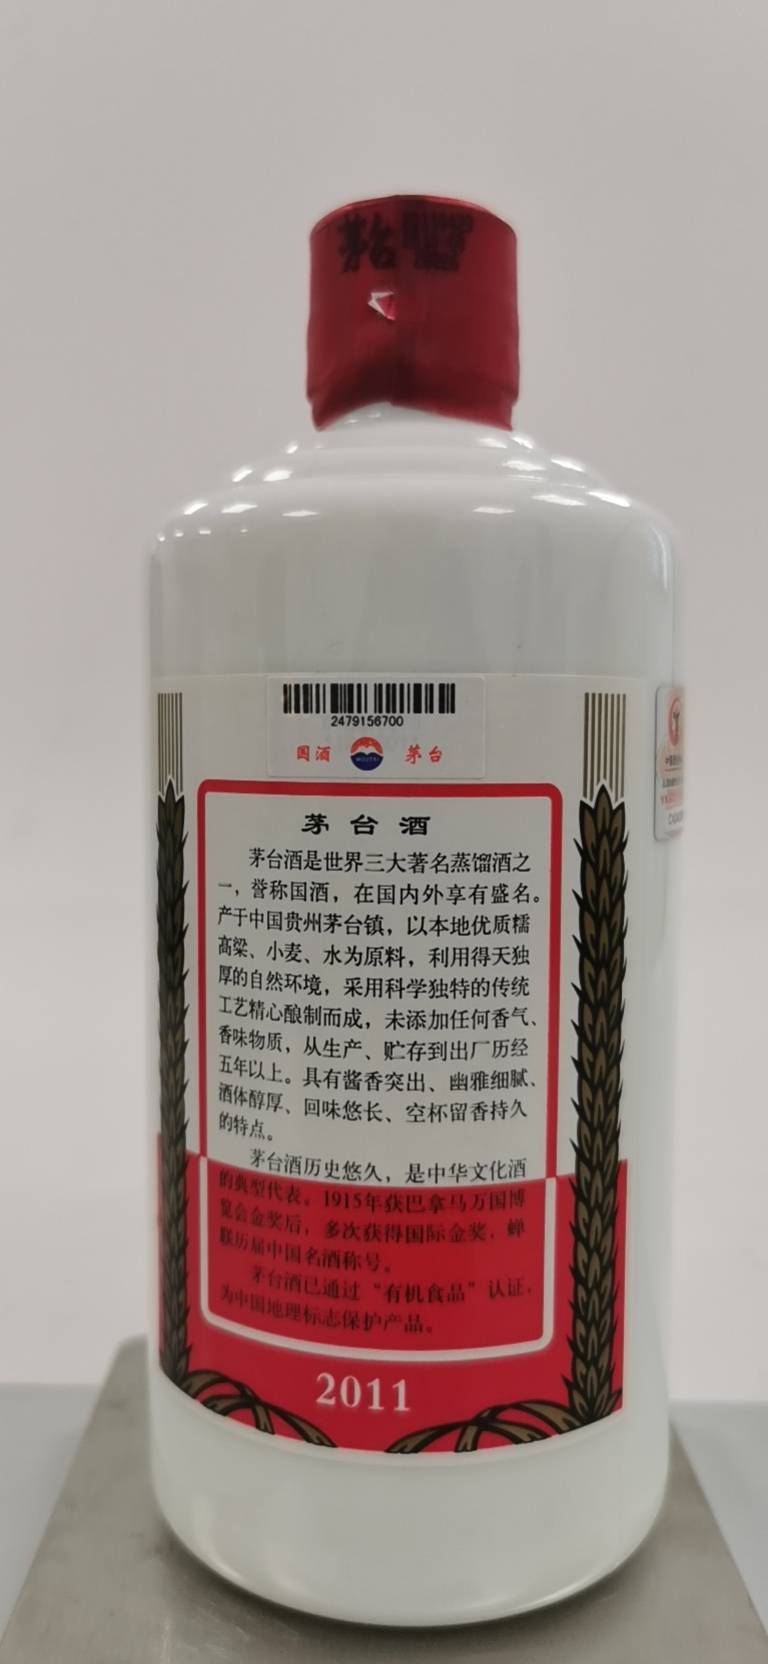 茅台
2479156700
国酒
MOUTAI
茅台
茅台酒
茅台酒是世界三大著名蒸馏酒之
一，誉称国酒，在国内外享有盛名。
产于中国贵州茅台镇，以本地优质糯
高粱、小麦、水为原料，利用得天独
厚的自然环境，采用科学独特的传统
工艺精心酿制而成，未添加任何香气、
香味物质，从生产、贮存到出厂历经
五年以上。具有酱香突出、幽雅细腻、
酒体醇厚、回味悠长、空杯留香持久
的特点。
茅台酒历史悠久，是中华文化酒
的典型代表。1915年获巴拿马万国博
览会金奖后，多次获得国际金奖，蝉
联历届中国名酒称号。
茅台酒已通过“有机食品”认证，
为中国地理标志保护产品。
2011